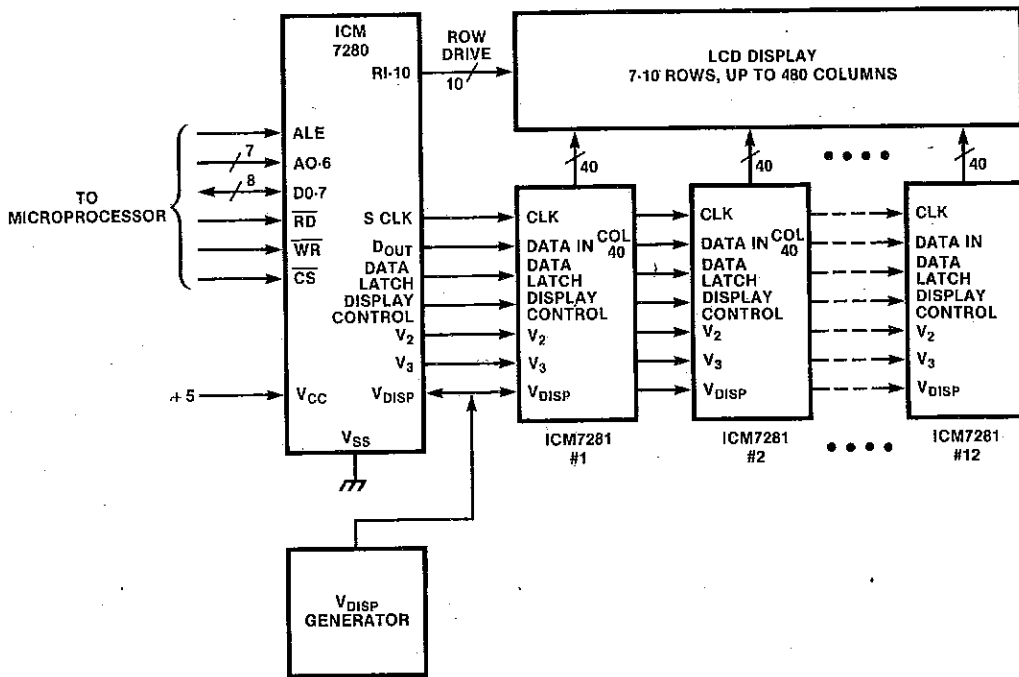 ICM
7280
RI-10
ROW
DRIVE
10
LCD DISPLAY
7-10 ROWS, UP TO 480 COLUMNS
40
40
40
TO
MICROPROCESSOR
ALE
7
AO-6
8
D0-7
RD
WR
CS
+5
VCC
S CLK
DOUT
DATA
LATCH
DISPLAY
CONTROL
V2
V3
VDISP
VSS
CLK
DATA IN
COL
40
DATA
LATCH
DISPLAY
CONTROL
V2
V3
VDISP
ICM7281
#1
CLK
DATA IN
COL
40
DATA
LATCH
DISPLAY
CONTROL
V2
V3
VDISP
ICM7281
#2
CLK
DATA IN
DATA
LATCH
DISPLAY
CONTROL
V2
V3
VDISP
ICM7281
#12
VDISP
GENERATOR